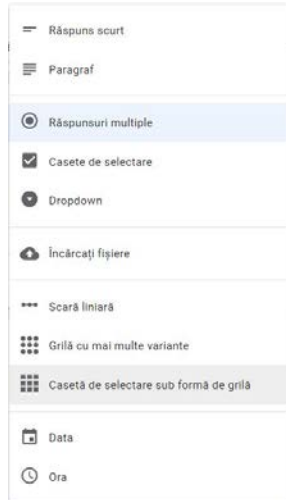 Răspuns scurt
Paragraf
Răspunsuri multiple
Casete de selectare
Dropdown
Încărcați fișiere
Scară liniară
Grilă cu mai multe variante
Casetă de selectare sub formă de grilă
Data
Ora